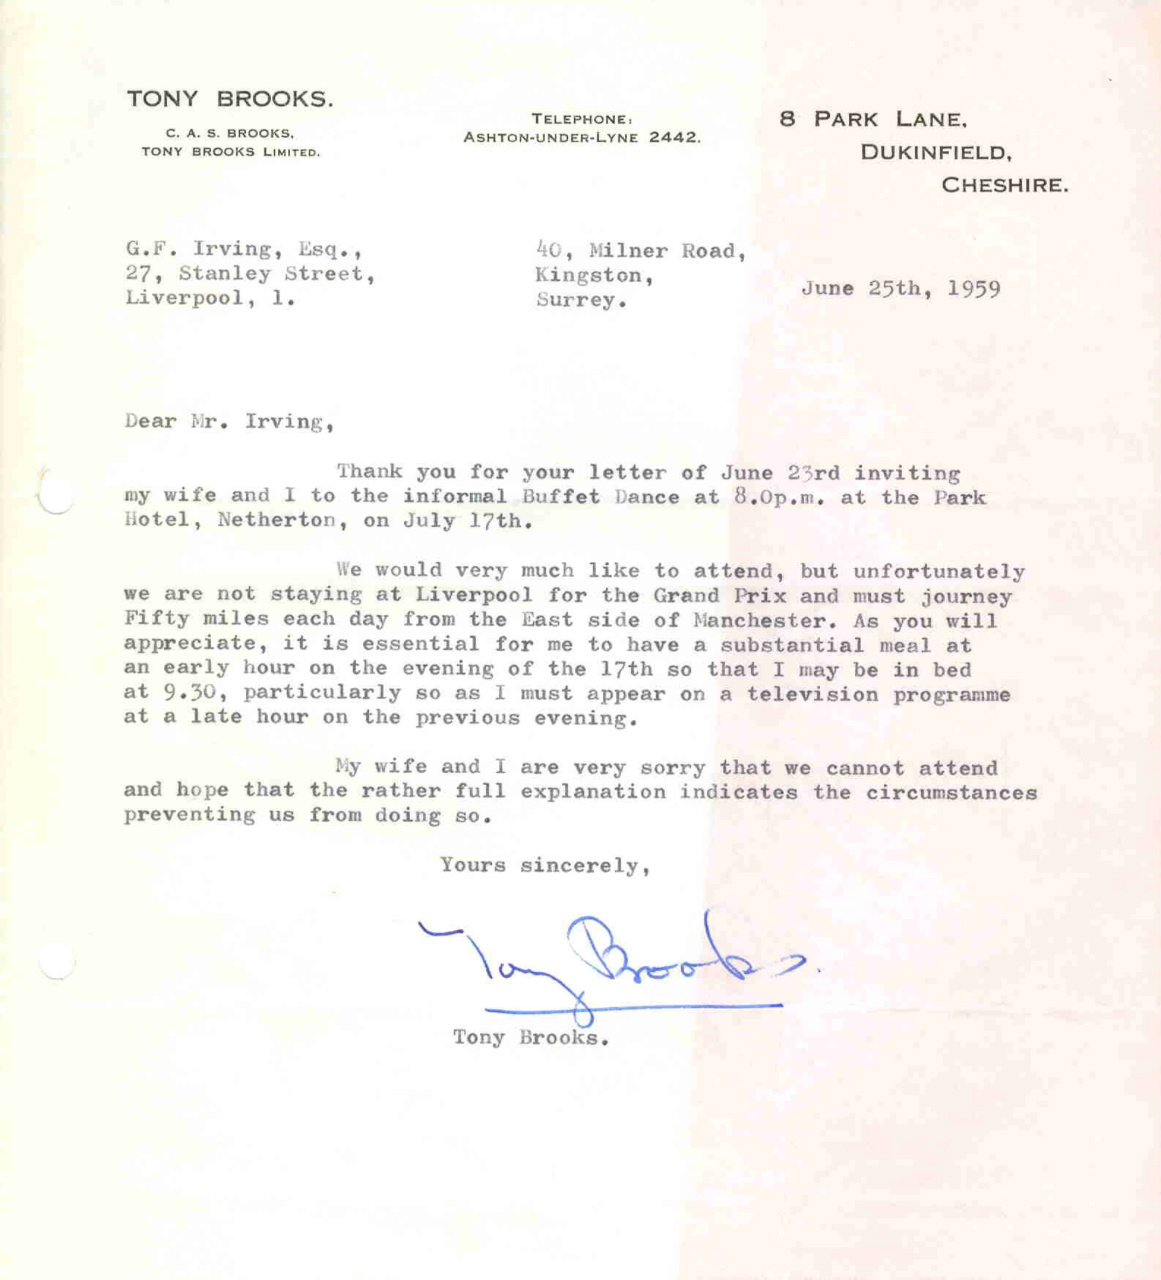 TONY BROOKS.
C. A. S. BROOKS,
TONY BROOKS LIMITED.
TELEPHONE:
ASHTON-UNDER-LYNE 2442.
8 PARK LANE,
DUKINFIELD,
CHESHIRE.
G.F. Irving, Esq.,
27, Stanley Street,
Liverpool, 1.
40, Milner Road,
Kingston,
Surrey.
June 25th, 1959
Dear Mr. Irving,
Thank you for your letter of June 23rd inviting
my wife and I to the informal Buffet Dance at 8.0p.m. at the Park
Hotel, Netherton, on July 17th.
We would very much like to attend, but unfortunately
we are not staying at Liverpool for the Grand Prix and must journey
Fifty miles each day from the East side of Manchester. As you will
appreciate, it is essential for me to have a substantial meal at
an early hour on the evening of the 17th so that I may be in bed
at 9.30, particularly so as I must appear on a television programme
at a late hour on the previous evening.
My wife and I are very sorry that we cannot attend
and hope that the rather full explanation indicates the circumstances
preventing us from doing so.
Yours sincerely,
Tony Brooks.
Tony Brooks.